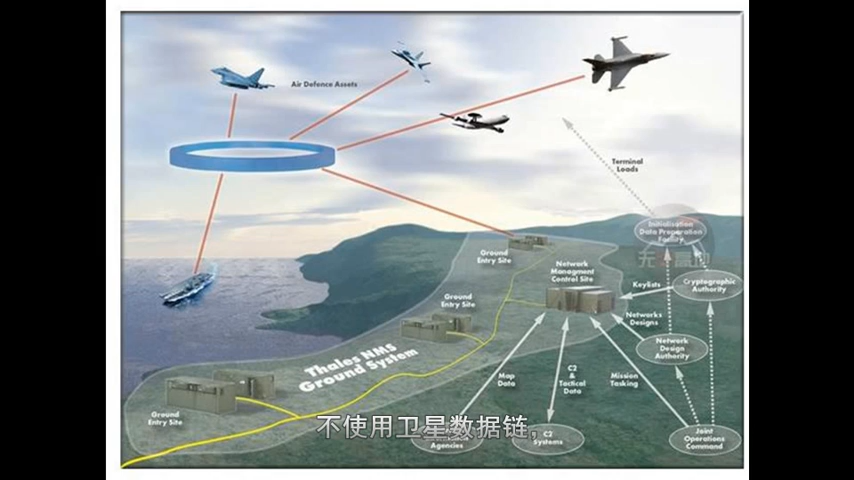 Air Defence Assets
Terminal
Loads
Initialisation
Data Preparation
Facility
Ground
Entry Site
Network
Managment
Control Site
Keylists
Cryptographic
Authority
Ground
Entry Site
Networks
Designs
Thales NMS
Ground System
Network
Design
Authority
Map
Data
C2
&
Tactical
Data
Mission
Tasking
Ground
Entry Site
Agencies
C2
Systems
Joint
Operations
Command
不使用卫星数据链,